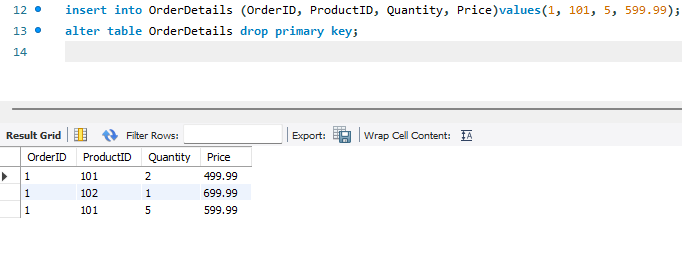 12 insert into OrderDetails (OrderID, ProductID, Quantity, Price)values(1, 101, 5, 599.99);
13 alter table OrderDetails drop primary key;
14
Result Grid Filter Rows: Export: Wrap Cell Content: IA
OrderID ProductID Quantity Price
1 101 2 499.99
1 102 1 699.99
1 101 5 599.99